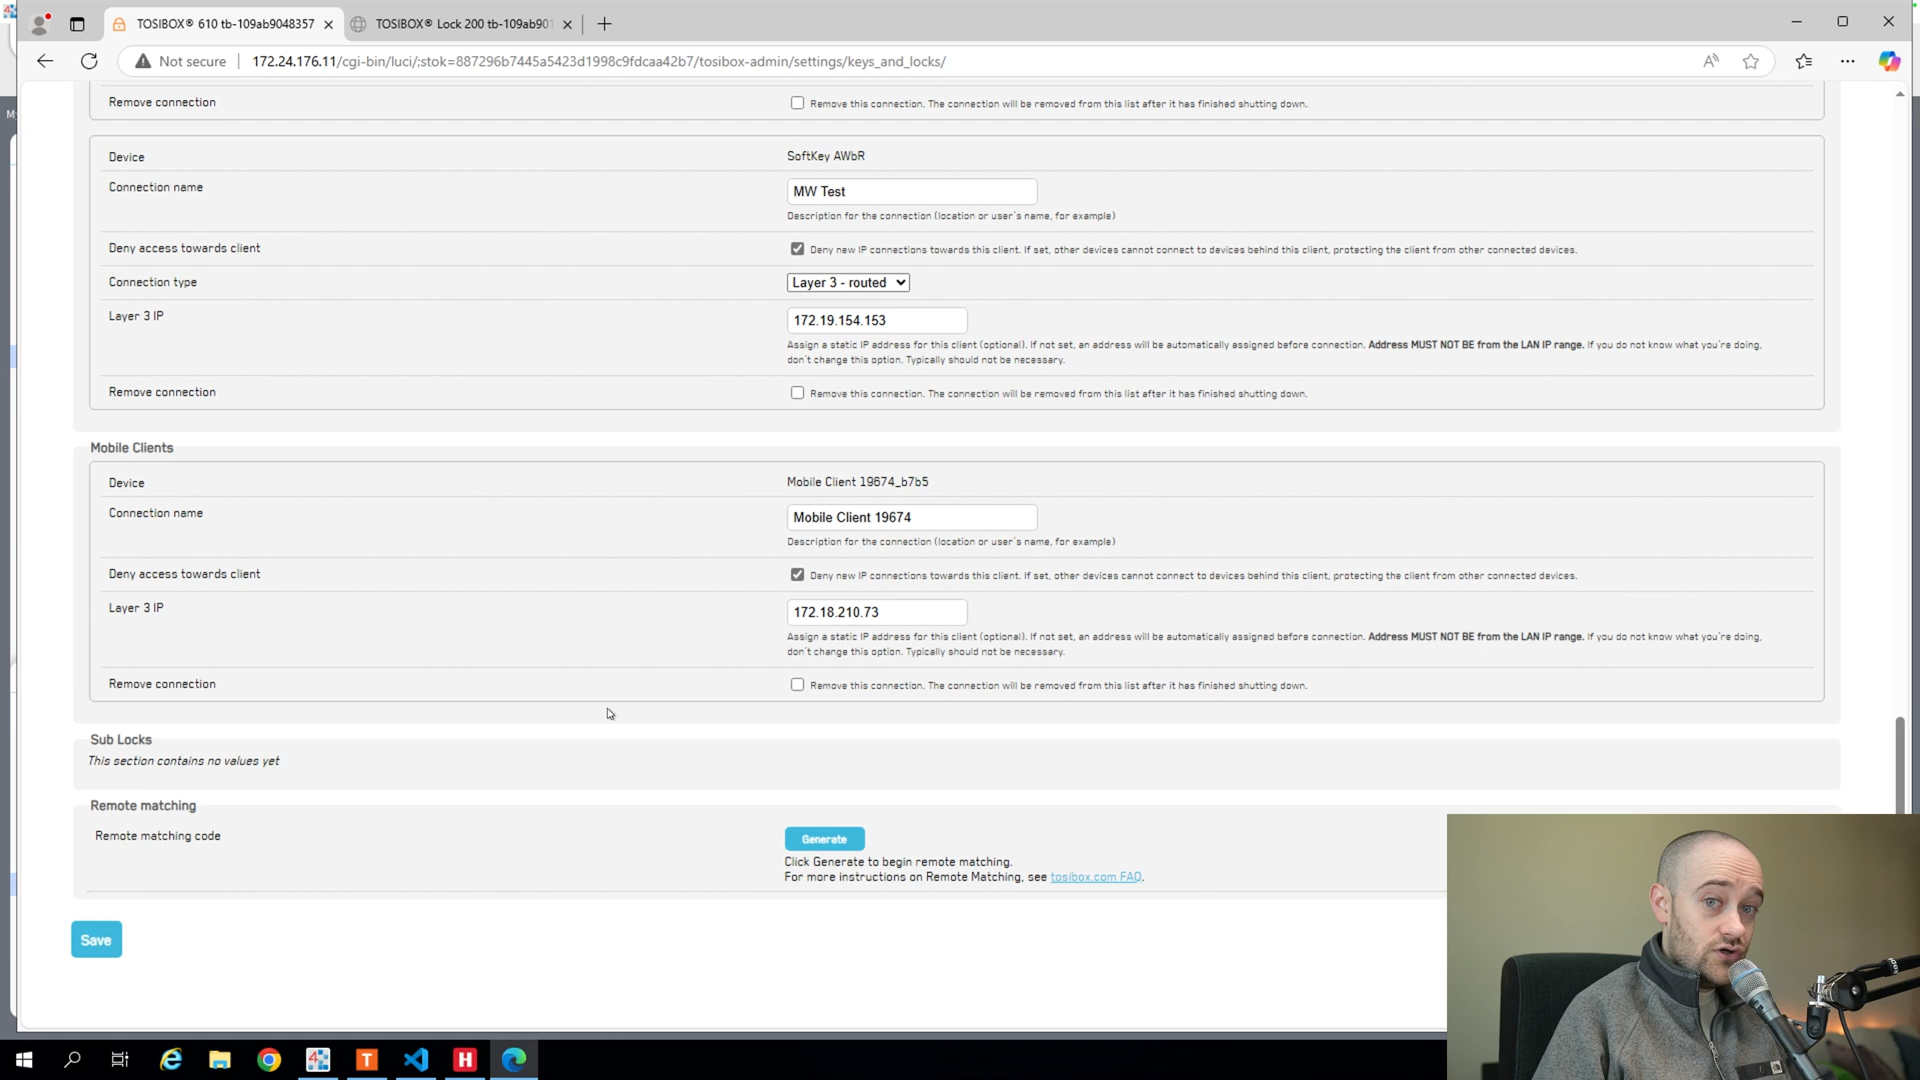 TOSIBOX® 610 tb-109ab9048357
TOSIBOX® Lock 200 tb-109ab901
Not secure
172.24.176.11/cgi-bin/luci/;stok=887296b7445a5423d1998c9fdcaa42b7/tosibox-admin/settings/keys_and_locks/
Remove connection
Remove this connection. The connection will be removed from this list after it has finished shutting down.
Device
SoftKey AWbR
Connection name
MW Test
Description for the connection (location or user's name, for example)
Deny access towards client
Deny new IP connections towards this client. If set, other devices cannot connect to devices behind this client, protecting the client from other connected devices.
Connection type
Layer 3 - routed
Layer 3 IP
172.19.154.153
Assign a static IP address for this client (optional). If not set, an address will be automatically assigned before connection. Address MUST NOT BE from the LAN IP range. If you do not know what you're doing,
don't change this option. Typically should not be necessary.
Remove connection
Remove this connection. The connection will be removed from this list after it has finished shutting down.
Mobile Clients
Device
Mobile Client 19674_b7b5
Connection name
Mobile Client 19674
Description for the connection (location or user's name, for example)
Deny access towards client
Deny new IP connections towards this client. If set, other devices cannot connect to devices behind this client, protecting the client from other connected devices.
Layer 3 IP
172.18.210.73
Assign a static IP address for this client (optional). If not set, an address will be automatically assigned before connection. Address MUST NOT BE from the LAN IP range. If you do not know what you're doing,
don't change this option. Typically should not be necessary.
Remove connection
Remove this connection. The connection will be removed from this list after it has finished shutting down.
Sub Locks
This section contains no values yet
Remote matching
Remote matching code
Generate
Click Generate to begin remote matching.
For more instructions on Remote Matching, see tosibox.com FAQ.
Save